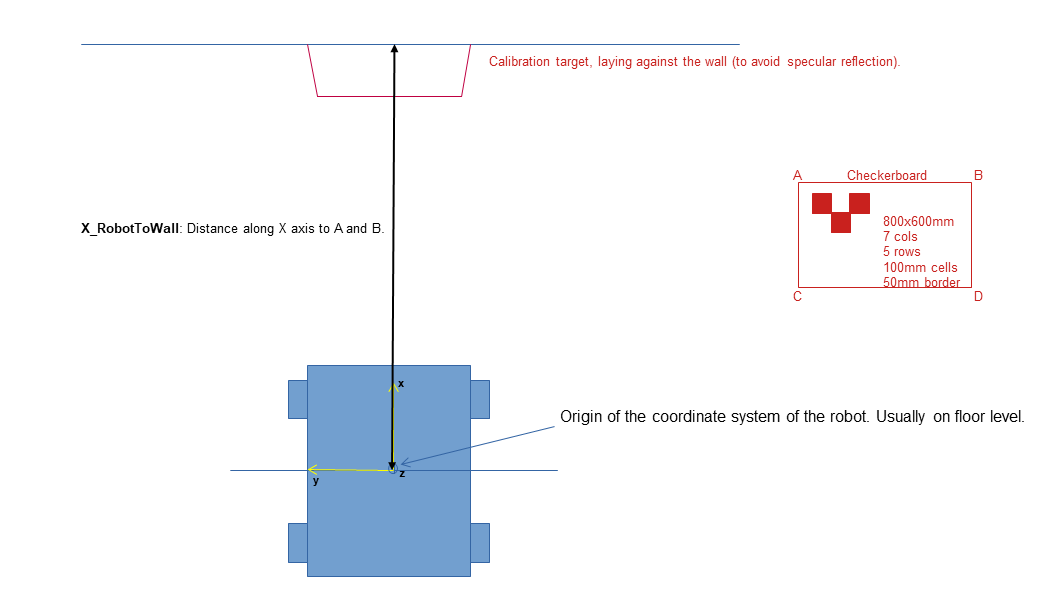 Calibration target, laying against the wall (to avoid specular reflection).
A Checkerboard B
800x600mm
7 cols
5 rows
100mm cells
50mm border
C D
X_RobotToWall: Distance along X axis to A and B.
x
Origin of the coordinate system of the robot. Usually on floor level.
z
y